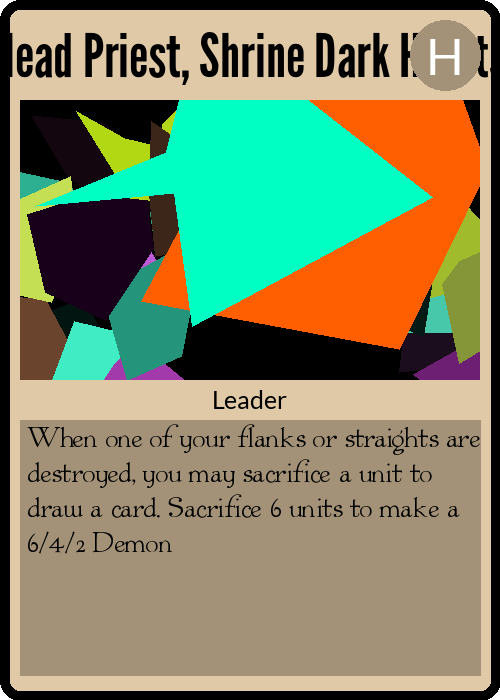 Priest, Shrine Dark
H
Leader
When one of your flanks or straights are
destroyed, you may sacrifice a unit to
draw a card. Sacrifice 6 units to make a
6/4/2 Demon